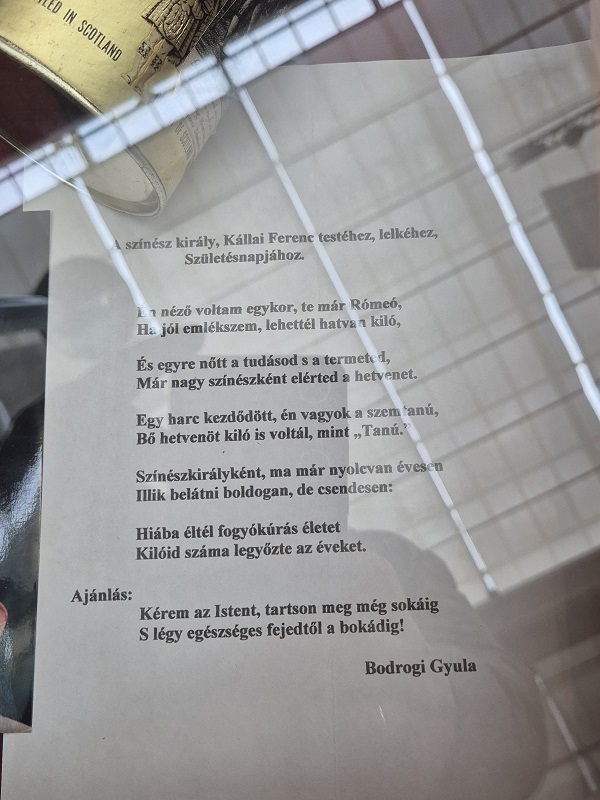 LED IN SCOTLAND
A színész király, Kállai Ferenc testéhez, lelkéhez,
Születésnapjához.
Én néző voltam egykor, te már Rómeó,
Ha jól emlékszem, lehettél hatvan kiló,
És egyre nőtt a tudásod s a termeted,
Már nagy színészként elérted a hetvenet.
Egy harc kezdődött, én vagyok a szemtanú,
Bő hetvenöt kiló is voltál, mint „Tanú.”
Színészkirályként, ma már nyolcvan évesen
Illik belátni boldogan, de csendesen:
Hiába éltél fogyókúrás életet
Kilóid száma legyőzte az éveket.
Ajánlás:
Kérem az Istent, tartson meg még sokáig
S légy egészséges fejedtől a bokádig!
Bodrogi Gyula